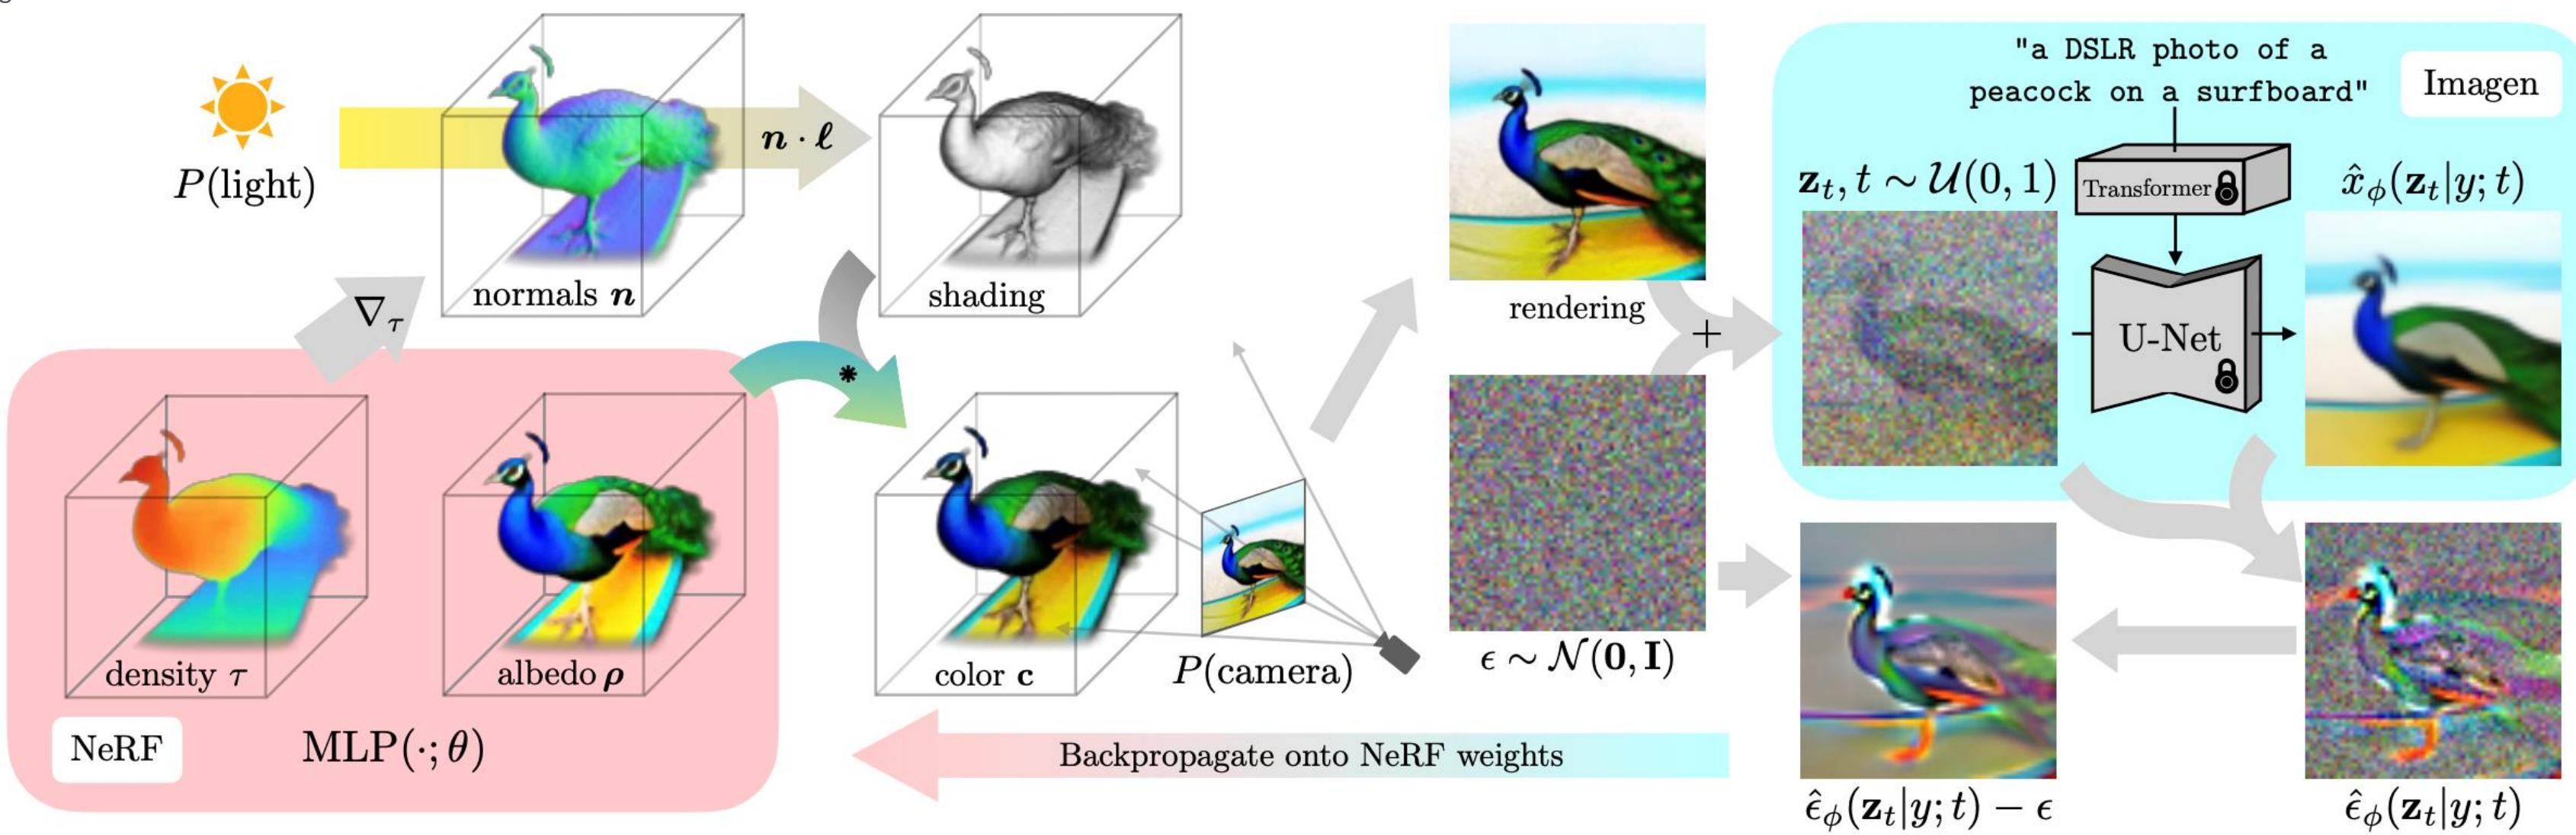 P(light)
n · ℓ
normals n
shading
∇τ
density τ
albedo ρ
NeRF
MLP(·; θ)
*
color c
P(camera)
rendering
+
ϵ ∼ 𝒩(0, I)
Backpropagate onto NeRF weights
"a DSLR photo of a
peacock on a surfboard"
Imagen
z_t, t ∼ 𝒰(0, 1)
Transformer
x̂_ϕ(z_t|y; t)
U-Net
ϵ̂_ϕ(z_t|y; t) − ϵ
ϵ̂_ϕ(z_t|y; t)